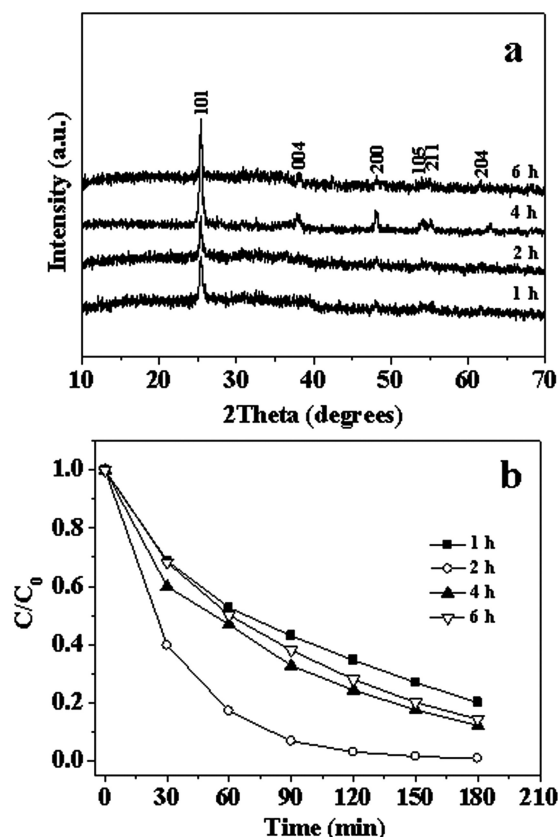 a
101
004
200
105
211
204
6 h
4 h
2 h
1 h
Intensity (a.u.)
10 20 30 40 50 60 70
2Theta (degrees)
b
1.0
0.8
0.6
0.4
0.2
0.0
C/C0
1 h
2 h
4 h
6 h
0 30 60 90 120 150 180 210
Time (min)